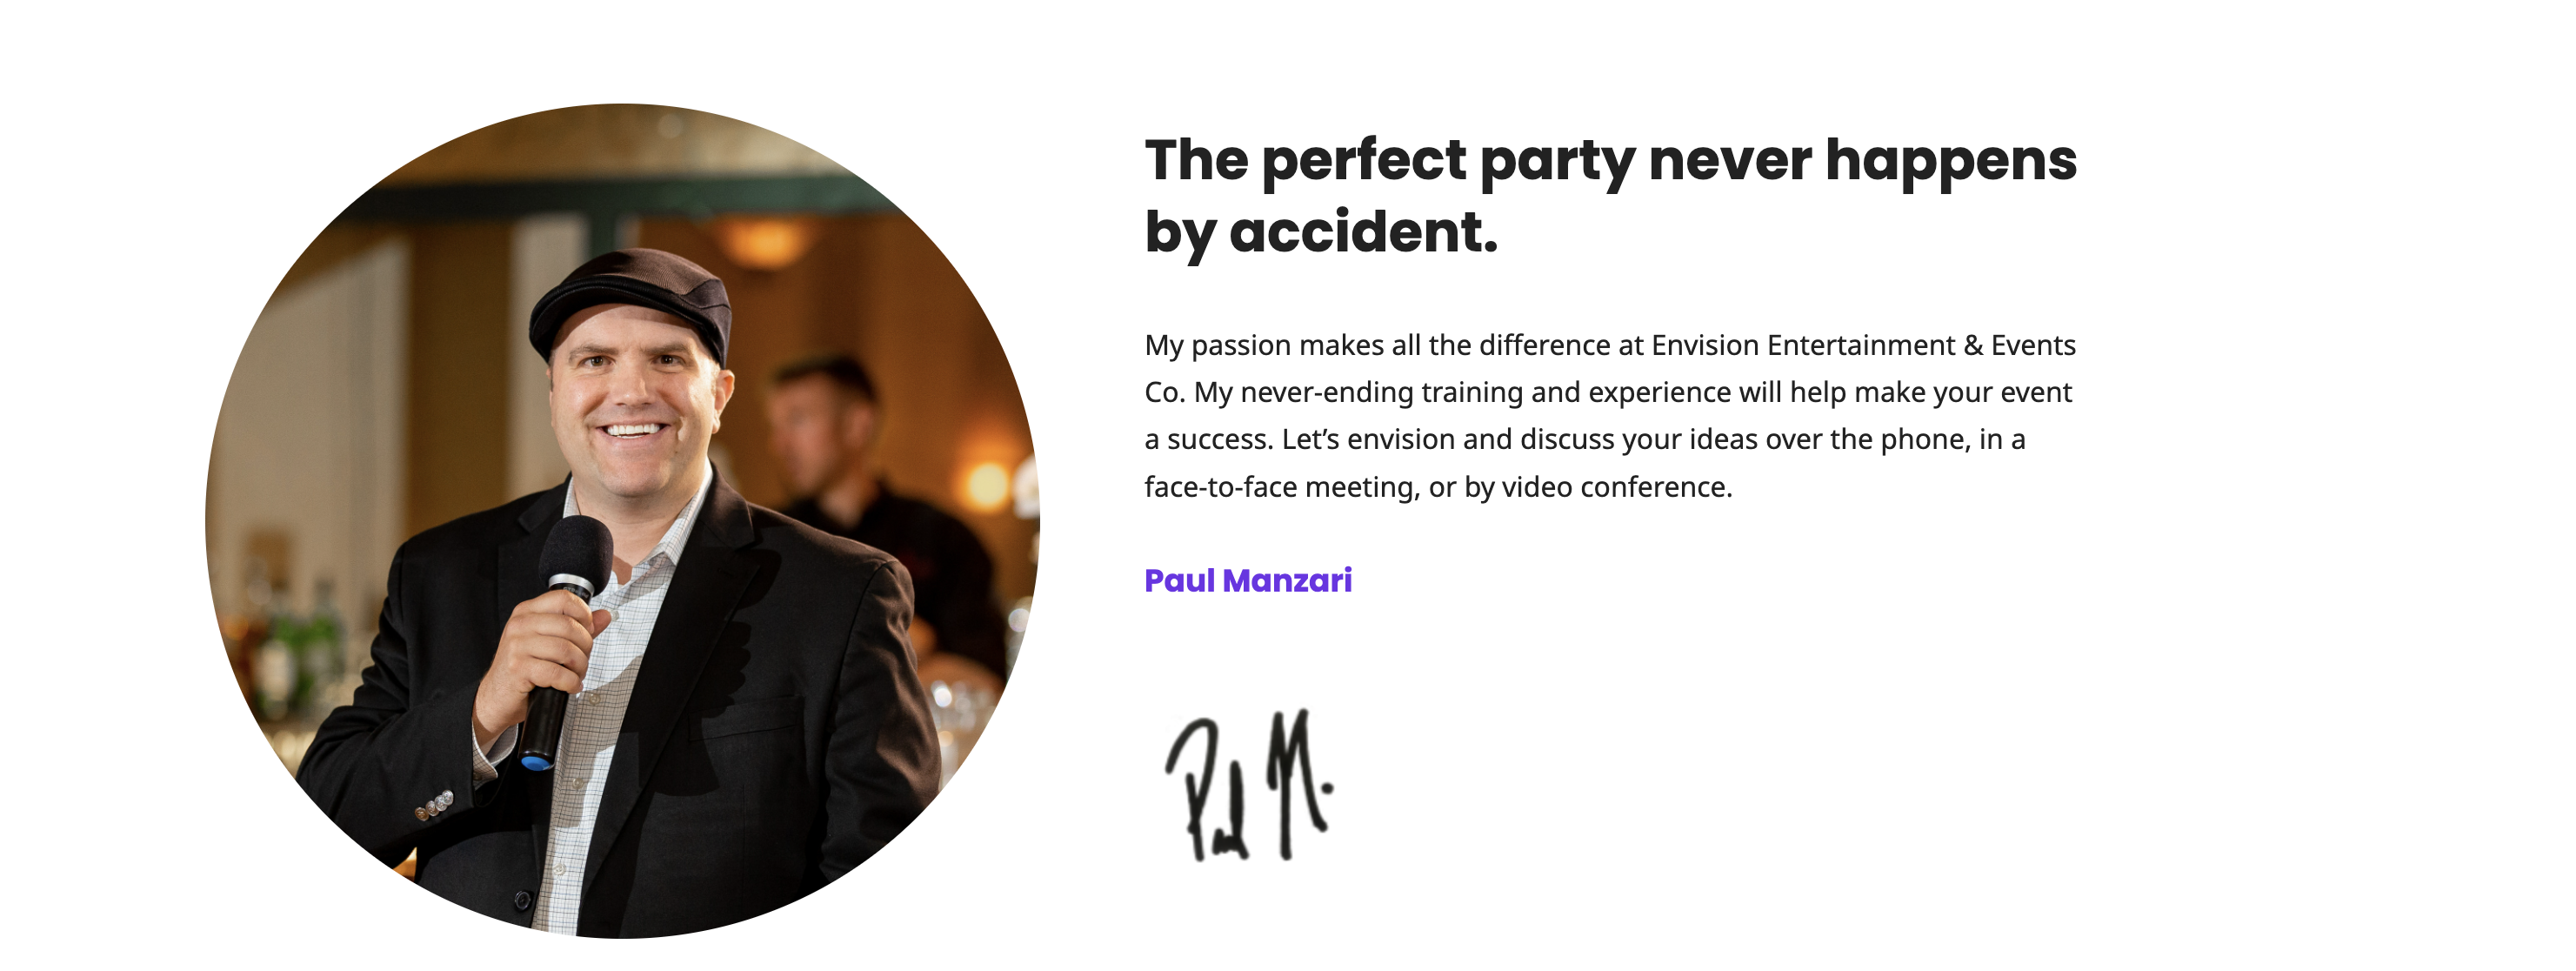 The perfect party never happens
by accident.
My passion makes all the difference at Envision Entertainment & Events
Co. My never-ending training and experience will help make your event
a success. Let’s envision and discuss your ideas over the phone, in a
face-to-face meeting, or by video conference.
Paul Manzari
Paul M.